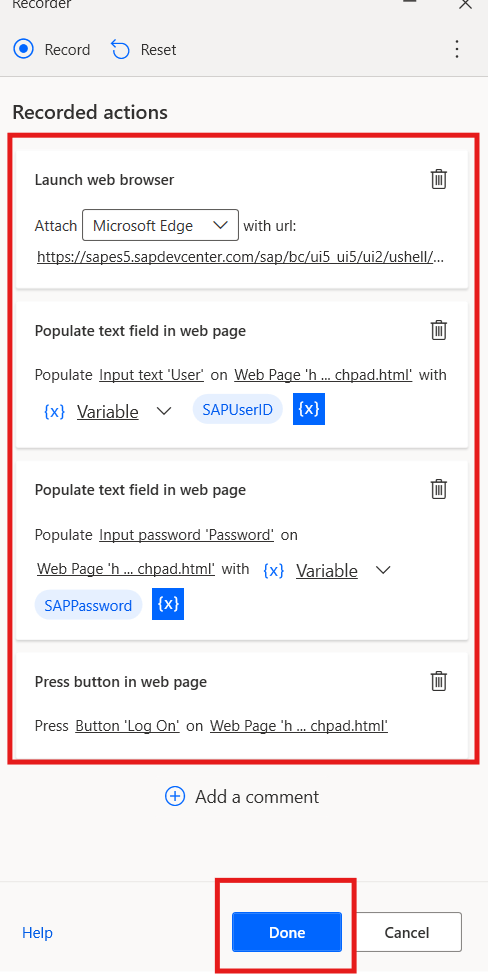 Recorder
Record Reset
Recorded actions
Launch web browser
Attach Microsoft Edge with url:
https://sapes5.sapdevcenter.com/sap/bc/ui5_ui5/ui2/ushell/...
Populate text field in web page
Populate Input text 'User' on Web Page 'h ... chpad.html' with
{x} Variable SAPUserID {x}
Populate text field in web page
Populate Input password 'Password' on
Web Page 'h ... chpad.html' with {x} Variable
SAPPassword {x}
Press button in web page
Press Button 'Log On' on Web Page 'h ... chpad.html'
Add a comment
Help Done Cancel